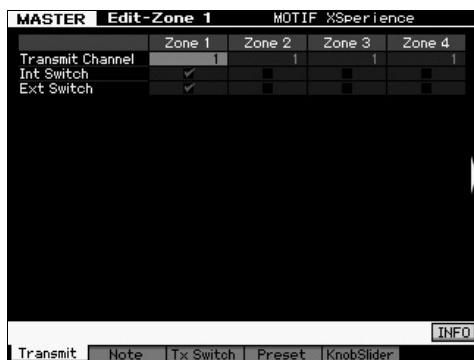 MASTER Edit-Zone 1 MOTIF XSperience
Zone 1 Zone 2 Zone 3 Zone 4
Transmit Channel 1 1 1 1
Int Switch
Ext Switch
INFO
Transmit Note Tx Switch Preset KnobSlider